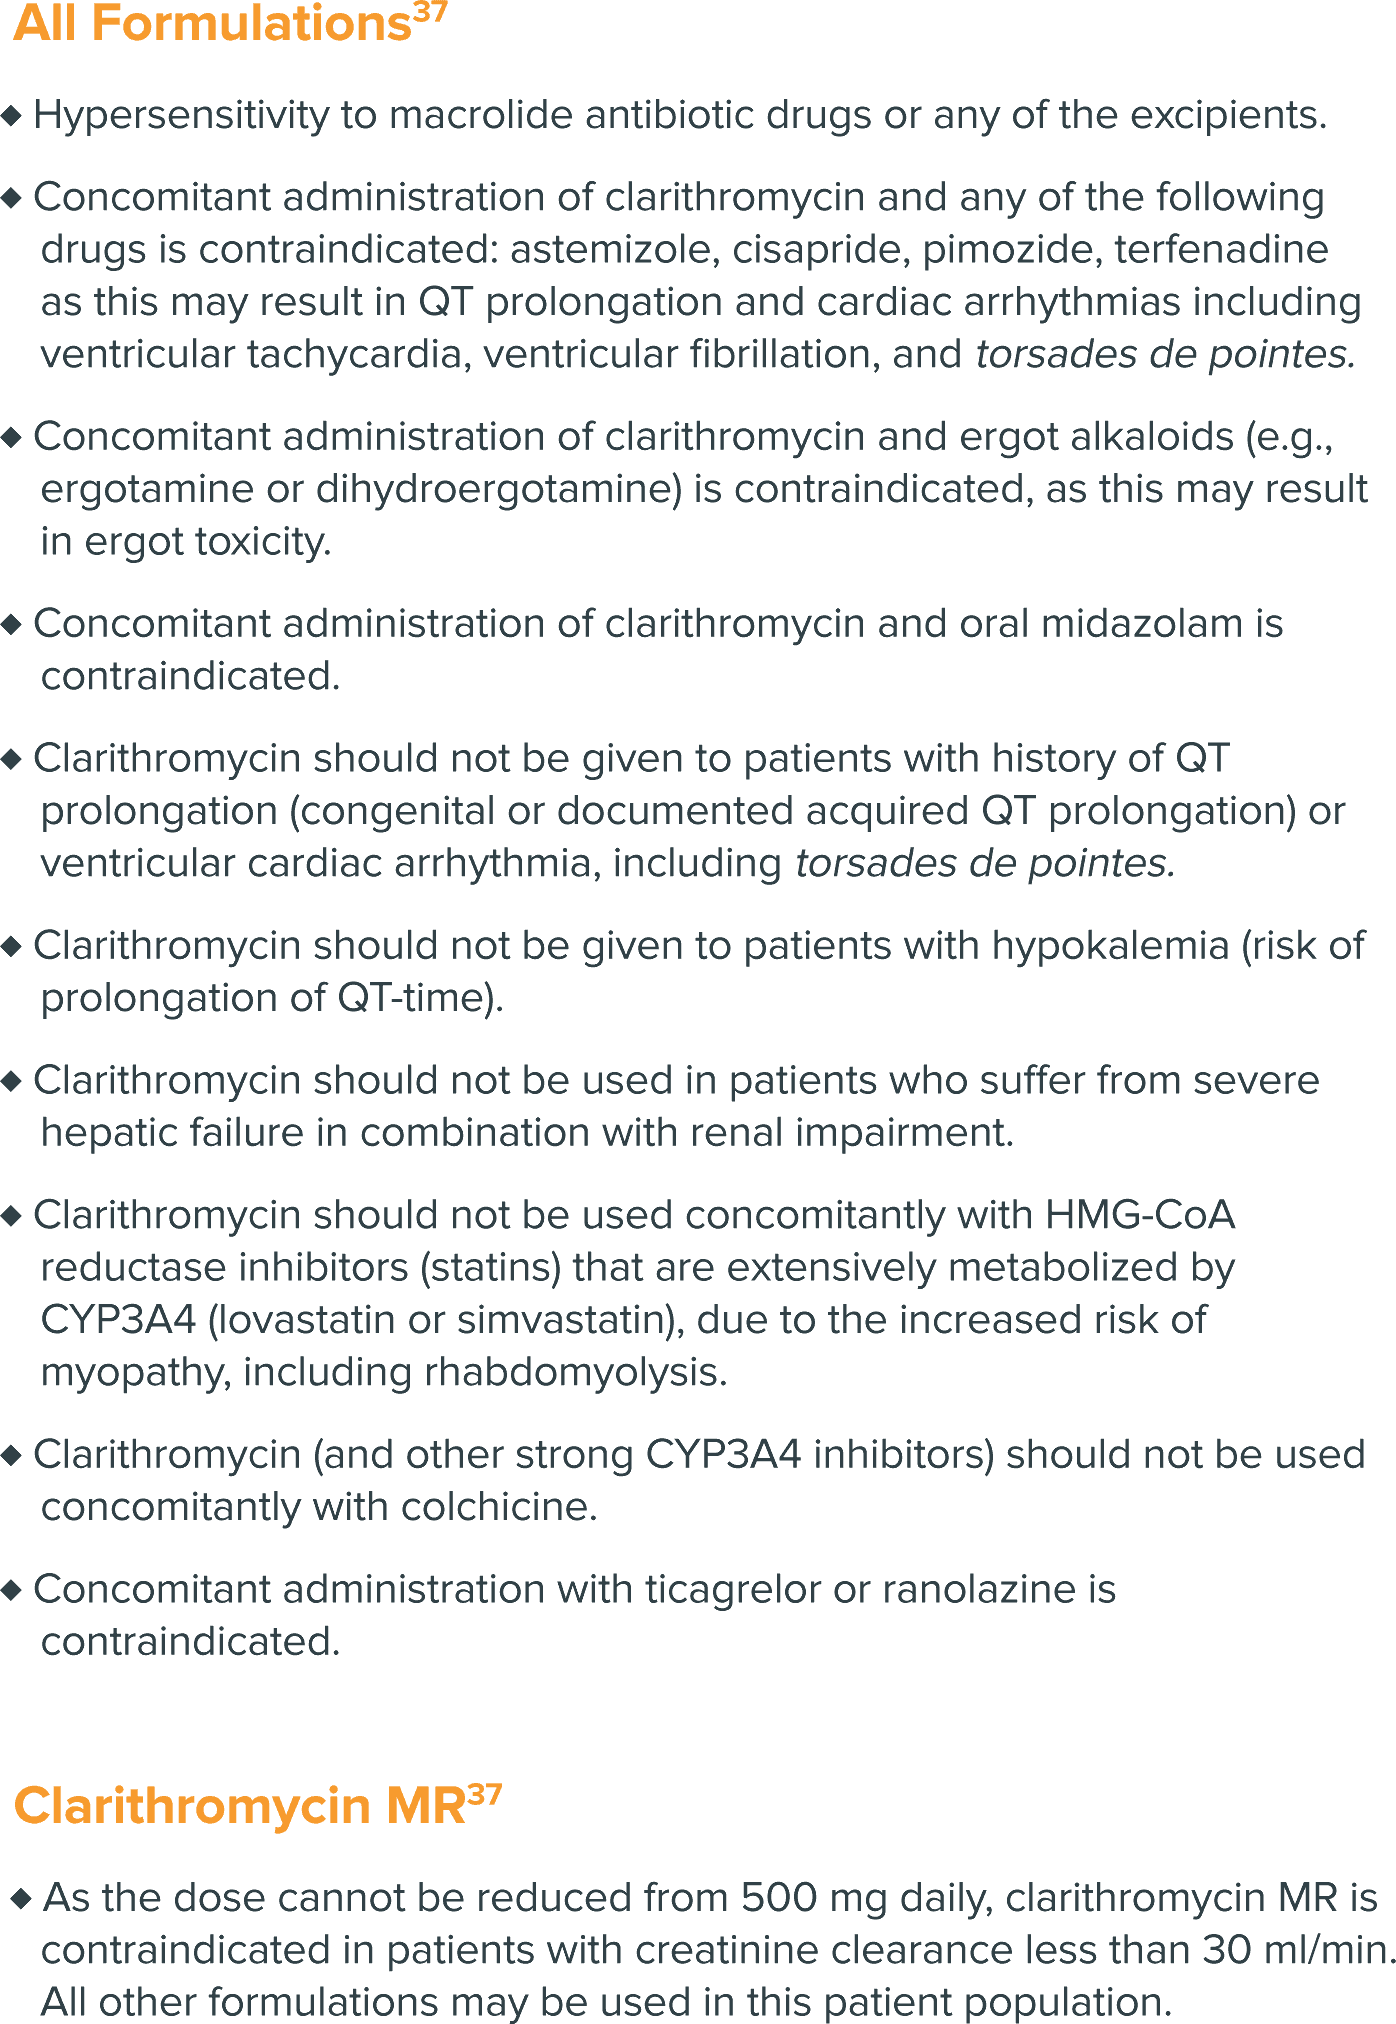 All Formulations³⁷
◆ Hypersensitivity to macrolide antibiotic drugs or any of the excipients.
◆ Concomitant administration of clarithromycin and any of the following
drugs is contraindicated: astemizole, cisapride, pimozide, terfenadine
as this may result in QT prolongation and cardiac arrhythmias including
ventricular tachycardia, ventricular fibrillation, and torsades de pointes.
◆ Concomitant administration of clarithromycin and ergot alkaloids (e.g.,
ergotamine or dihydroergotamine) is contraindicated, as this may result
in ergot toxicity.
◆ Concomitant administration of clarithromycin and oral midazolam is
contraindicated.
◆ Clarithromycin should not be given to patients with history of QT
prolongation (congenital or documented acquired QT prolongation) or
ventricular cardiac arrhythmia, including torsades de pointes.
◆ Clarithromycin should not be given to patients with hypokalemia (risk of
prolongation of QT-time).
◆ Clarithromycin should not be used in patients who suffer from severe
hepatic failure in combination with renal impairment.
◆ Clarithromycin should not be used concomitantly with HMG-CoA
reductase inhibitors (statins) that are extensively metabolized by
CYP3A4 (lovastatin or simvastatin), due to the increased risk of
myopathy, including rhabdomyolysis.
◆ Clarithromycin (and other strong CYP3A4 inhibitors) should not be used
concomitantly with colchicine.
◆ Concomitant administration with ticagrelor or ranolazine is
contraindicated.
Clarithromycin MR³⁷
◆ As the dose cannot be reduced from 500 mg daily, clarithromycin MR is
contraindicated in patients with creatinine clearance less than 30 ml/min.
All other formulations may be used in this patient population.